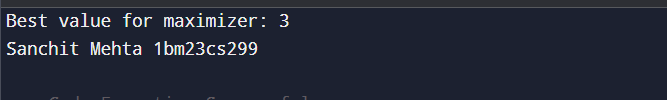 Best value for maximizer: 3
Sanchit Mehta 1bm23cs299